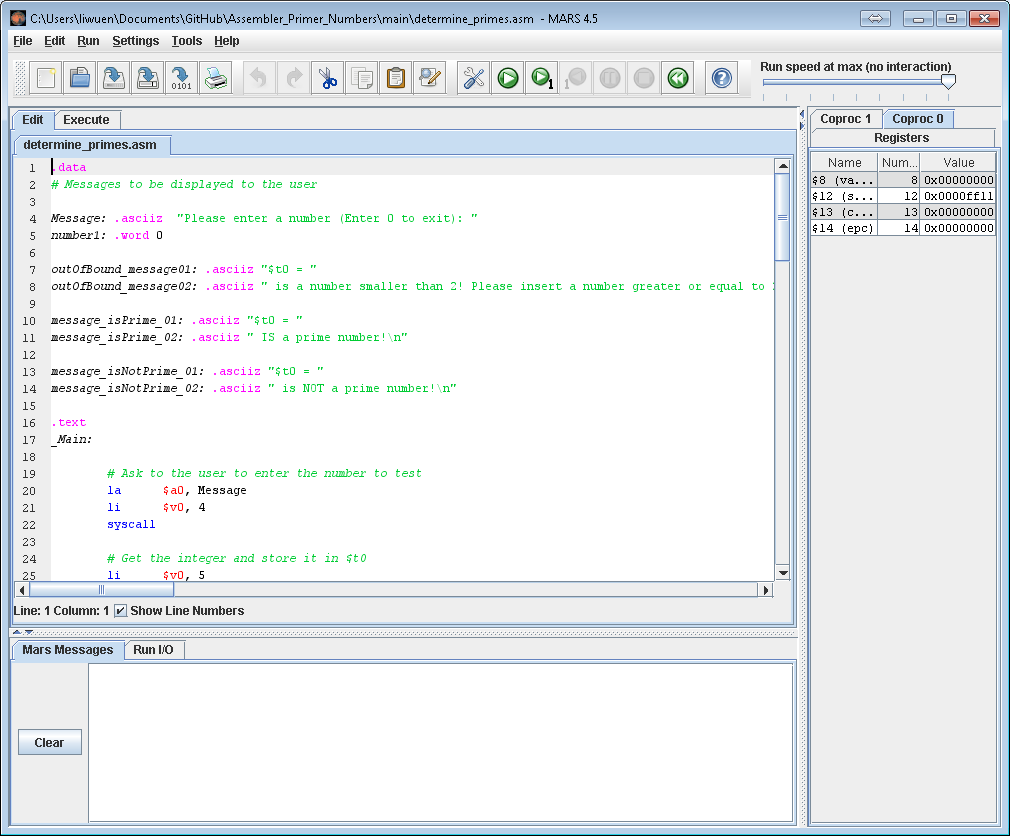 C:\Users\liwuen\Documents\GitHub\Assembler_Primer_Numbers\main\determine_primes.asm - MARS 4.5
File Edit Run Settings Tools Help
0101
1
Run speed at max (no interaction)
Edit Execute
determine_primes.asm
1 .data
2 # Messages to be displayed to the user
3
4 Message: .asciiz "Please enter a number (Enter 0 to exit): "
5 number1: .word 0
6
7 outOfBound_message01: .asciiz "$t0 = "
8 outOfBound_message02: .asciiz " is a number smaller than 2! Please insert a number greater or equal to
9
10 message_isPrime_01: .asciiz "$t0 = "
11 message_isPrime_02: .asciiz " IS a prime number!\n"
12
13 message_isNotPrime_01: .asciiz "$t0 = "
14 message_isNotPrime_02: .asciiz " is NOT a prime number!\n"
15
16 .text
17 _Main:
18
19 # Ask to the user to enter the number to test
20 la $a0, Message
21 li $v0, 4
22 syscall
23
24 # Get the integer and store it in $t0
25 li $v0, 5
Line: 1 Column: 1 Show Line Numbers
Mars Messages Run I/O
Clear
Coproc 1 Coproc 0
Registers
Name Num... Value
$8 (va... 8 0x00000000
$12 (s... 12 0x0000ff11
$13 (c... 13 0x00000000
$14 (epc) 14 0x00000000